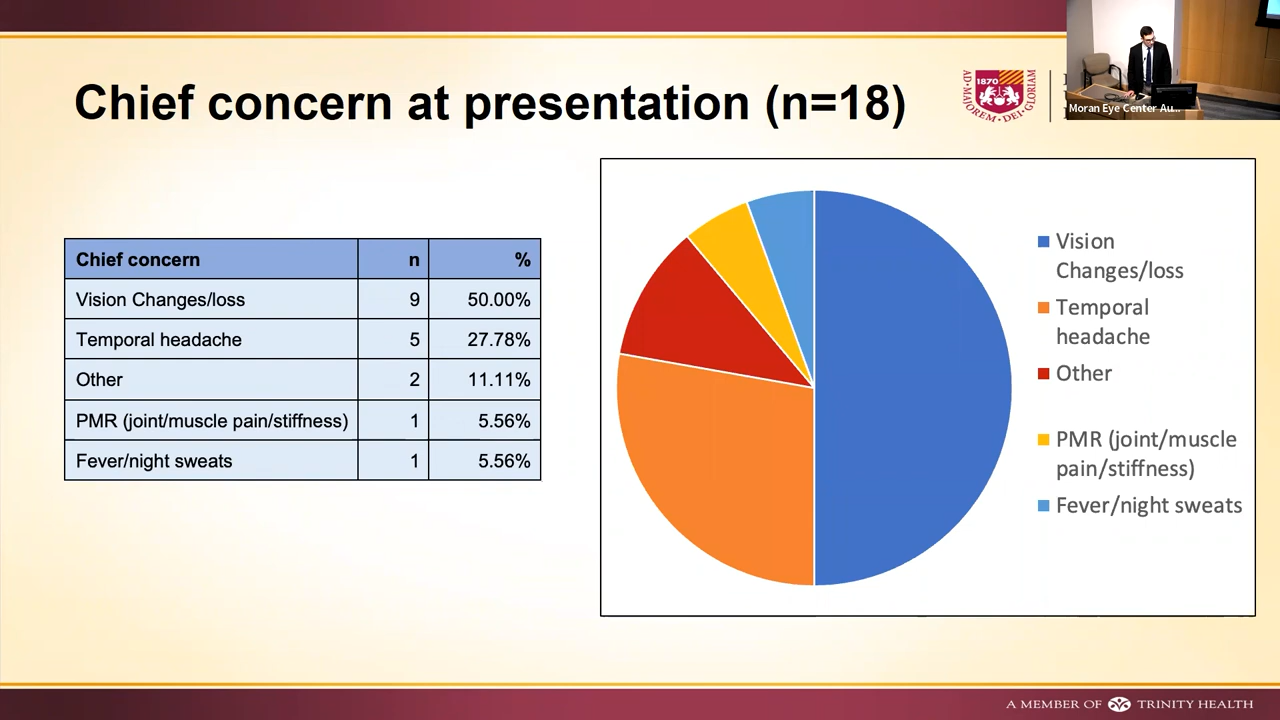 Chief concern at presentation (n=18)
1870
AD•MAJOREM•DEI•GLORIAM
Moran Eye Center Au...
Chief concern n %
Vision Changes/loss 9 50.00%
Temporal headache 5 27.78%
Other 2 11.11%
PMR (joint/muscle pain/stiffness) 1 5.56%
Fever/night sweats 1 5.56%
Vision
Changes/loss
Temporal
headache
Other
PMR (joint/muscle
pain/stiffness)
Fever/night sweats
A MEMBER OF TRINITY HEALTH